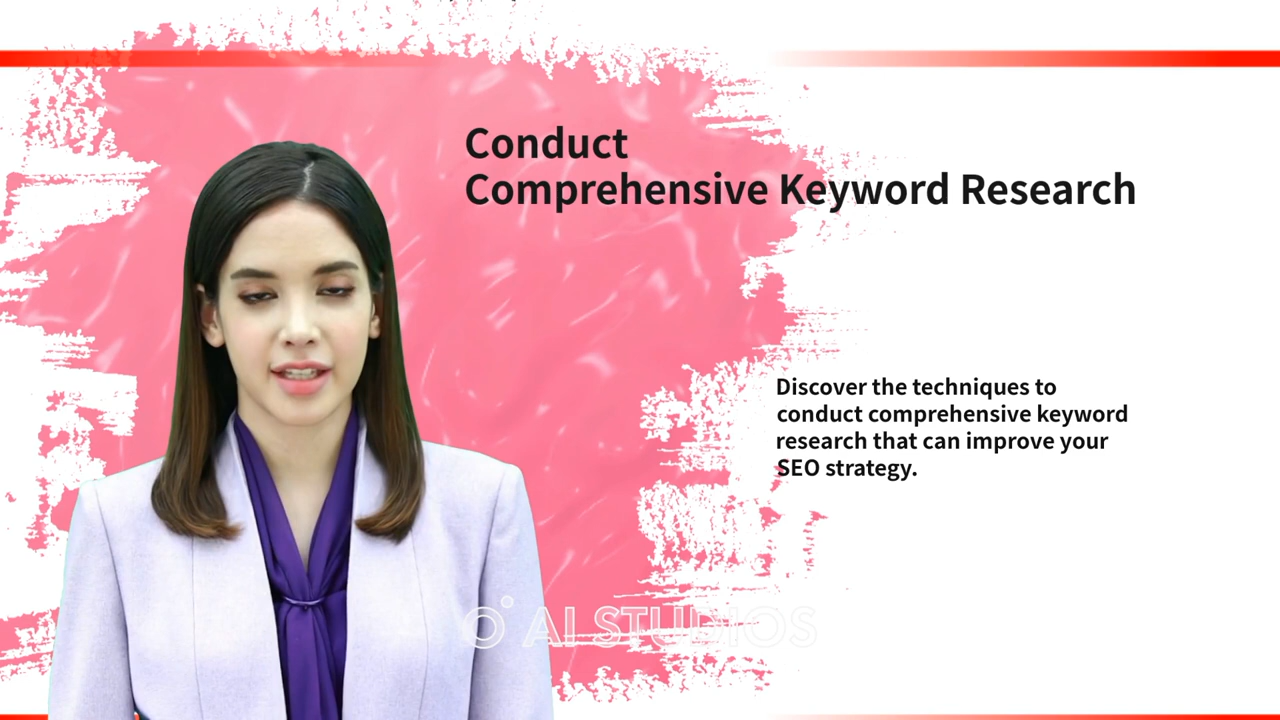 Conduct
Comprehensive Keyword Research
Discover the techniques to
conduct comprehensive keyword
research that can improve your
SEO strategy.
AI STUDIOS